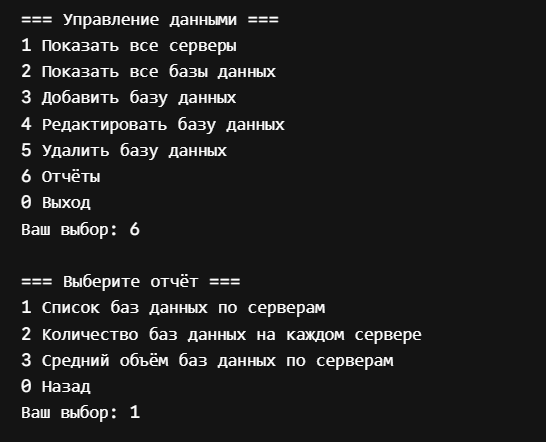 === Управление данными ===
1 Показать все серверы
2 Показать все базы данных
3 Добавить базу данных
4 Редактировать базу данных
5 Удалить базу данных
6 Отчёты
0 Выход
Ваш выбор: 6
=== Выберите отчёт ===
1 Список баз данных по серверам
2 Количество баз данных на каждом сервере
3 Средний объём баз данных по серверам
0 Назад
Ваш выбор: 1